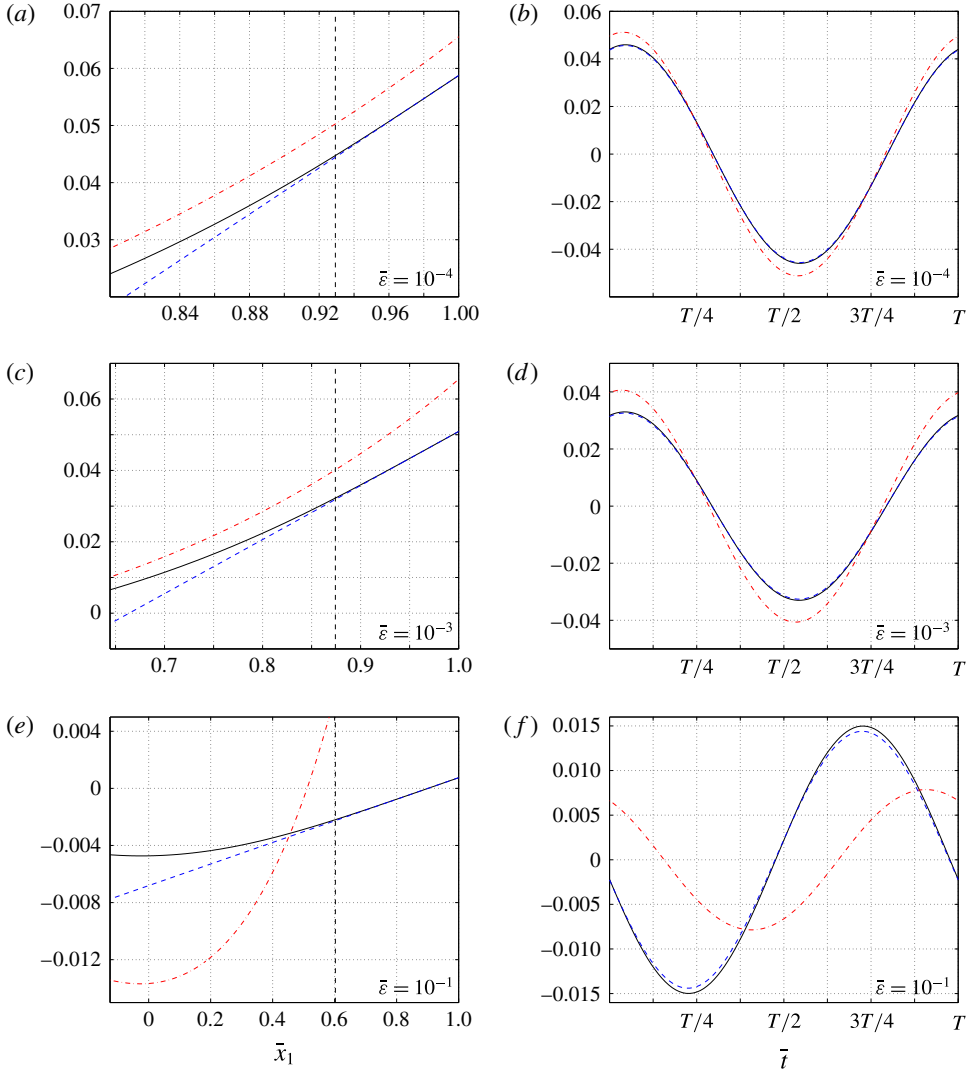 (a)
0.07
0.06
0.05
0.04
0.03
ε̄ = 10⁻⁴
0.84 0.88 0.92 0.96 1.00
(b)
0.06
0.04
0.02
0
−0.02
−0.04
ε̄ = 10⁻⁴
T/4 T/2 3T/4 T
(c)
0.06
0.04
0.02
0
ε̄ = 10⁻³
0.7 0.8 0.9 1.0
(d)
0.04
0.02
0
−0.02
−0.04
ε̄ = 10⁻³
T/4 T/2 3T/4 T
(e)
0.004
0
−0.004
−0.008
−0.012
ε̄ = 10⁻¹
0 0.2 0.4 0.6 0.8 1.0
x̄₁
(f)
0.015
0.010
0.005
0
−0.005
−0.010
−0.015
ε̄ = 10⁻¹
T/4 T/2 3T/4 T
t̄